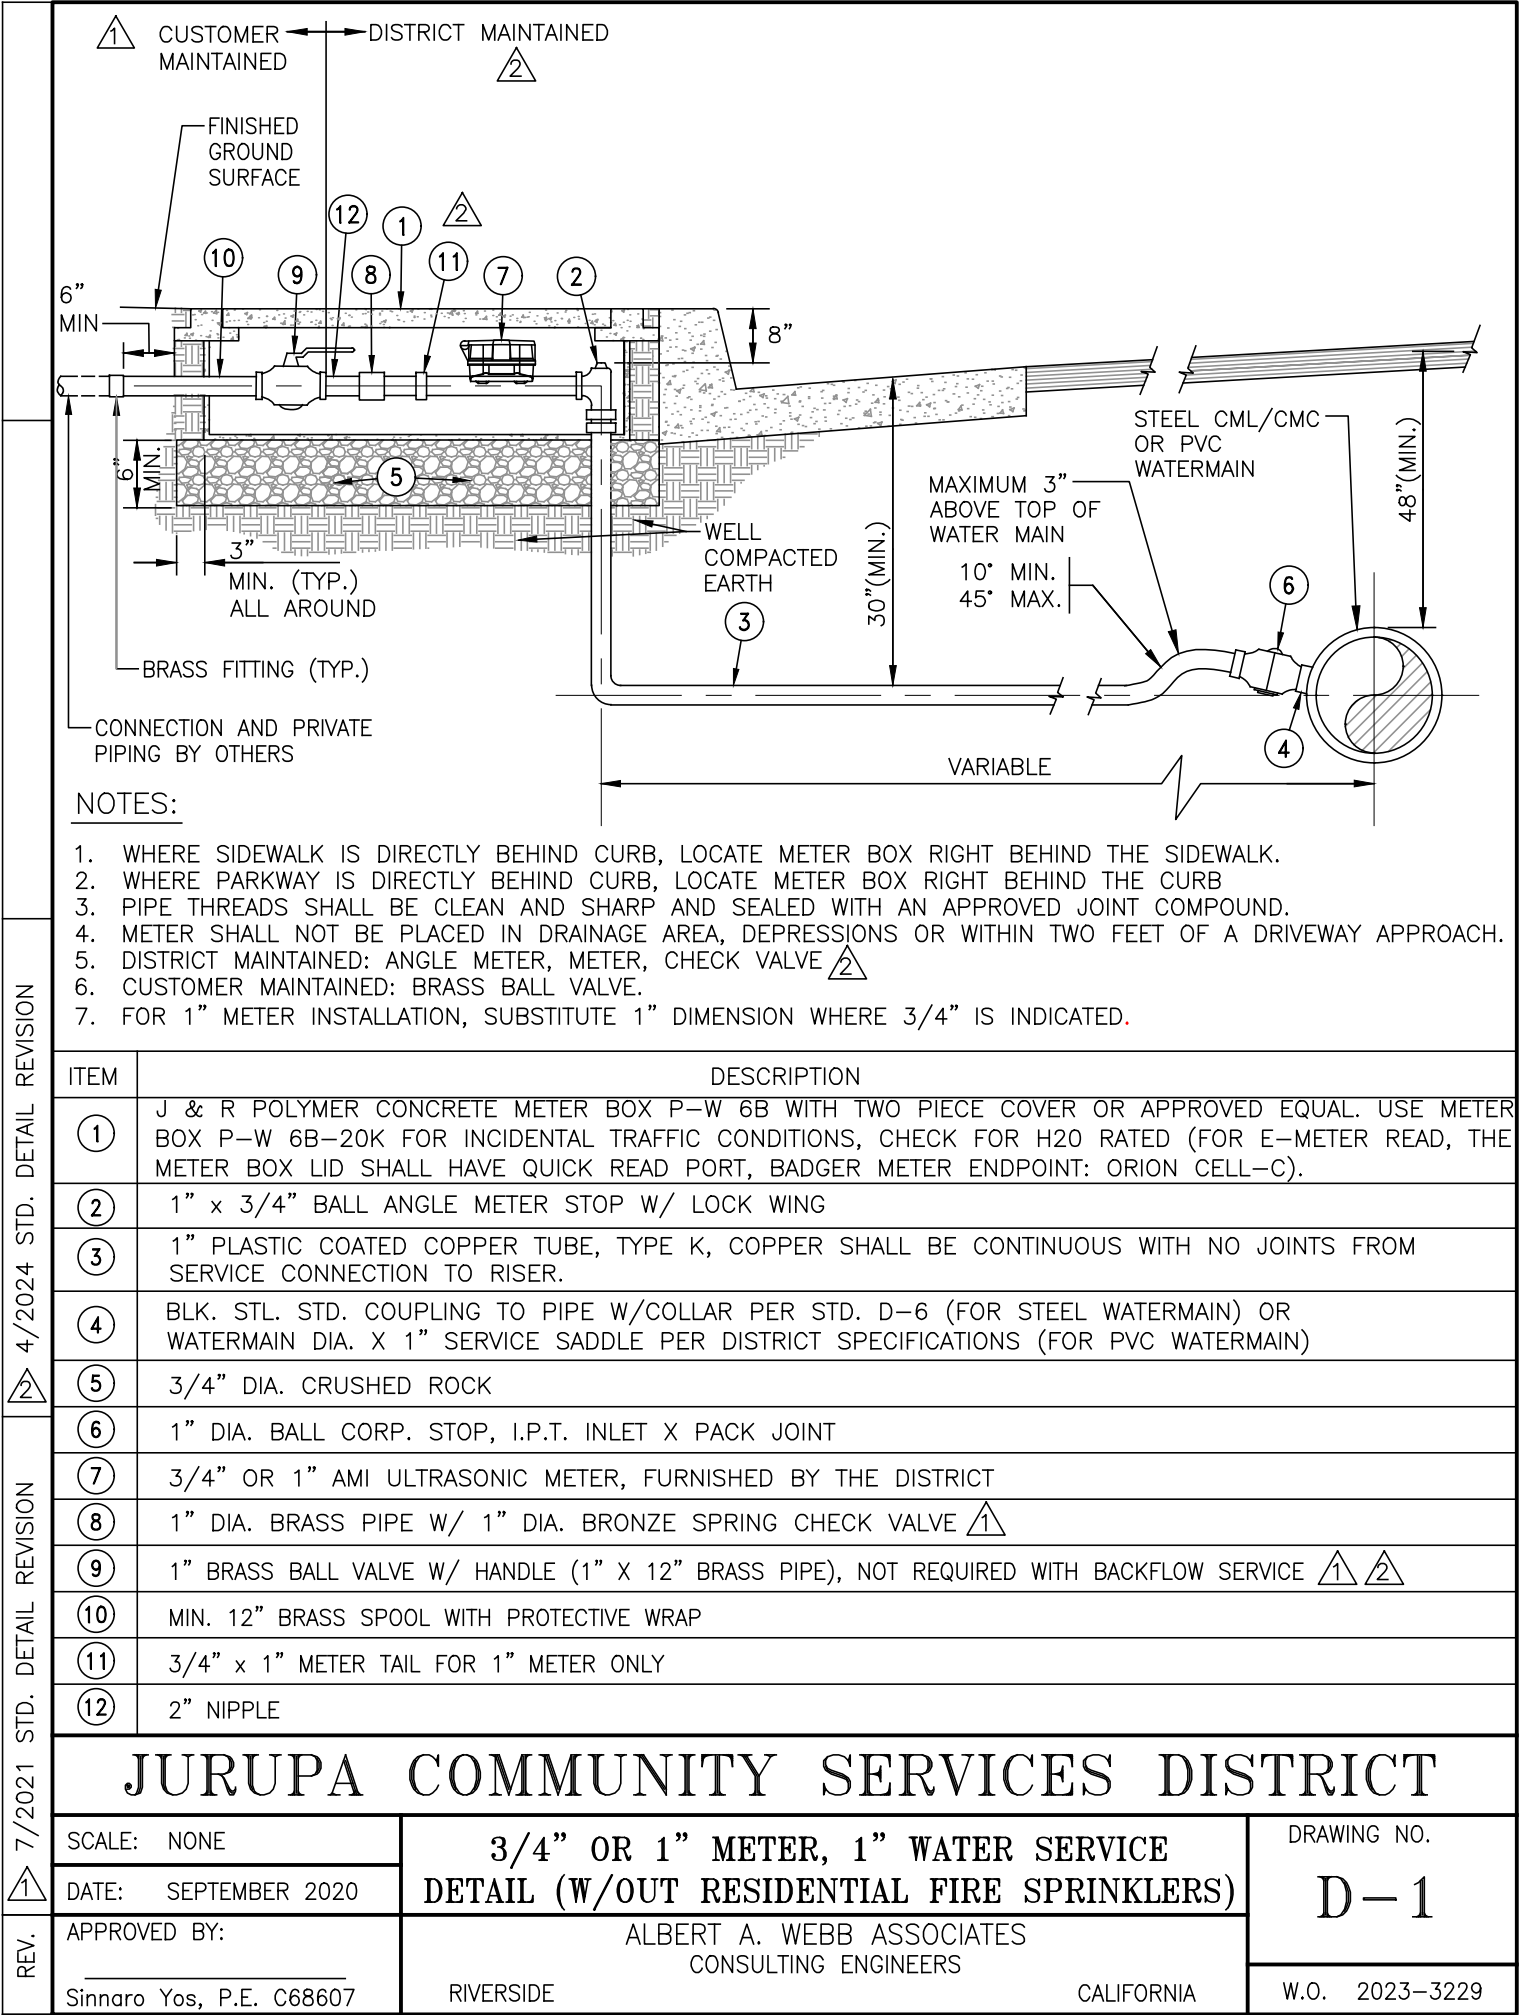 1 CUSTOMER MAINTAINED
DISTRICT MAINTAINED
2
FINISHED
GROUND
SURFACE
12
2
1
10
9
8
11
7
2
6"
MIN
8"
STEEL CML/CMC
OR PVC
WATERMAIN
48"(MIN.)
6"
MIN.
5
MAXIMUM 3"
ABOVE TOP OF
WATER MAIN
WELL
COMPACTED
EARTH
3"
MIN. (TYP.)
ALL AROUND
10° MIN.
45° MAX.
30"(MIN.)
6
3
BRASS FITTING (TYP.)
CONNECTION AND PRIVATE
PIPING BY OTHERS
4
VARIABLE
NOTES:
1. WHERE SIDEWALK IS DIRECTLY BEHIND CURB, LOCATE METER BOX RIGHT BEHIND THE SIDEWALK.
2. WHERE PARKWAY IS DIRECTLY BEHIND CURB, LOCATE METER BOX RIGHT BEHIND THE CURB
3. PIPE THREADS SHALL BE CLEAN AND SHARP AND SEALED WITH AN APPROVED JOINT COMPOUND.
4. METER SHALL NOT BE PLACED IN DRAINAGE AREA, DEPRESSIONS OR WITHIN TWO FEET OF A DRIVEWAY APPROACH.
5. DISTRICT MAINTAINED: ANGLE METER, METER, CHECK VALVE 2
6. CUSTOMER MAINTAINED: BRASS BALL VALVE.
7. FOR 1" METER INSTALLATION, SUBSTITUTE 1" DIMENSION WHERE 3/4" IS INDICATED.
ITEM DESCRIPTION
1 J & R POLYMER CONCRETE METER BOX P-W 6B WITH TWO PIECE COVER OR APPROVED EQUAL. USE METER
BOX P-W 6B-20K FOR INCIDENTAL TRAFFIC CONDITIONS, CHECK FOR H20 RATED (FOR E-METER READ, THE
METER BOX LID SHALL HAVE QUICK READ PORT, BADGER METER ENDPOINT: ORION CELL-C).
2 1" x 3/4" BALL ANGLE METER STOP W/ LOCK WING
3 1" PLASTIC COATED COPPER TUBE, TYPE K, COPPER SHALL BE CONTINUOUS WITH NO JOINTS FROM
SERVICE CONNECTION TO RISER.
4 BLK. STL. STD. COUPLING TO PIPE W/COLLAR PER STD. D-6 (FOR STEEL WATERMAIN) OR
WATERMAIN DIA. X 1" SERVICE SADDLE PER DISTRICT SPECIFICATIONS (FOR PVC WATERMAIN)
5 3/4" DIA. CRUSHED ROCK
6 1" DIA. BALL CORP. STOP, I.P.T. INLET X PACK JOINT
7 3/4" OR 1" AMI ULTRASONIC METER, FURNISHED BY THE DISTRICT
8 1" DIA. BRASS PIPE W/ 1" DIA. BRONZE SPRING CHECK VALVE 1
9 1" BRASS BALL VALVE W/ HANDLE (1" X 12" BRASS PIPE), NOT REQUIRED WITH BACKFLOW SERVICE 1 2
10 MIN. 12" BRASS SPOOL WITH PROTECTIVE WRAP
11 3/4" x 1" METER TAIL FOR 1" METER ONLY
12 2" NIPPLE
JURUPA COMMUNITY SERVICES DISTRICT
SCALE: NONE
DATE: SEPTEMBER 2020
APPROVED BY:
Sinnaro Yos, P.E. C68607
3/4" OR 1" METER, 1" WATER SERVICE
DETAIL (W/OUT RESIDENTIAL FIRE SPRINKLERS)
ALBERT A. WEBB ASSOCIATES
CONSULTING ENGINEERS
RIVERSIDE CALIFORNIA
DRAWING NO.
D-1
W.O. 2023-3229
REV.
1 7/2021 STD. DETAIL REVISION
2 4/2024 STD. DETAIL REVISION